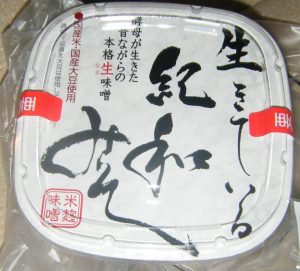 生きている
紀和
みそ
酵母が生きた
昔ながらの
本格生味噌
なま
国産米・国産大豆使用
米麹
味噌